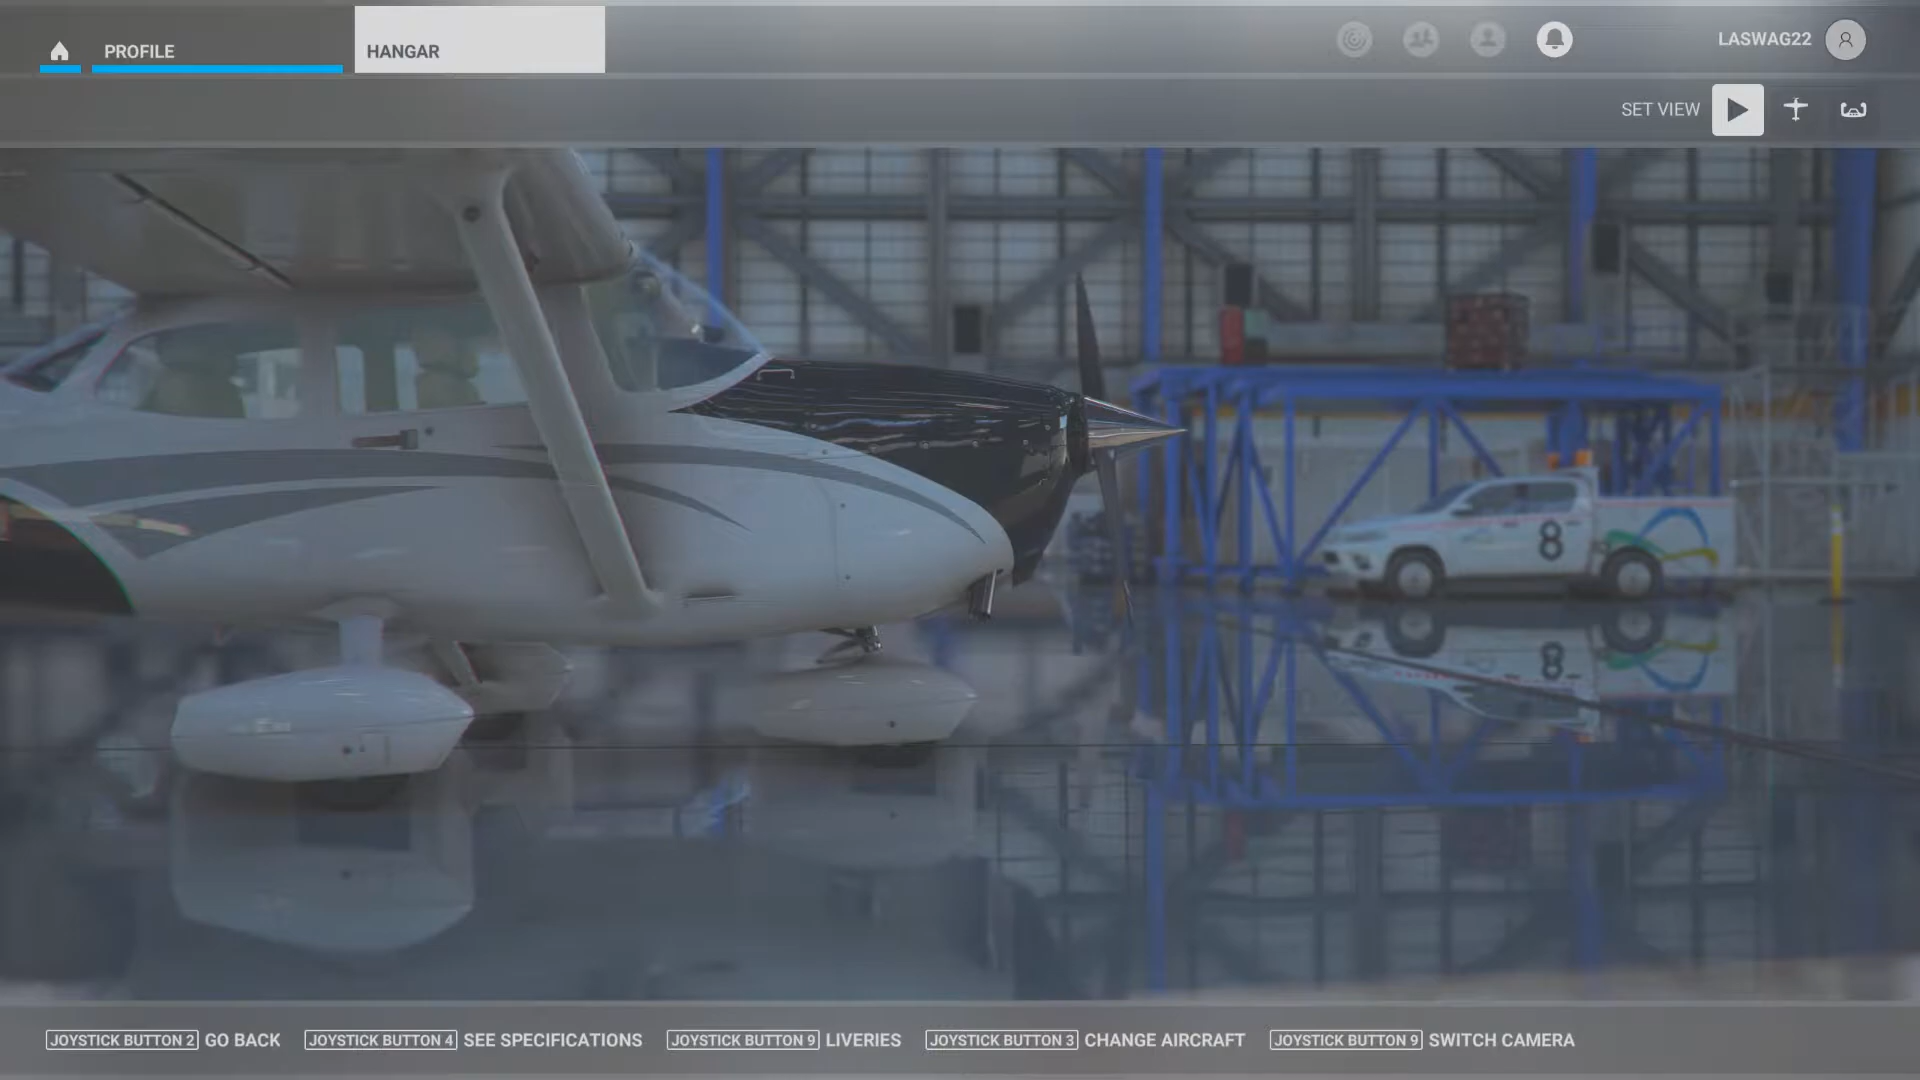 PROFILE
HANGAR
LASWAG22
SET VIEW
8
8
JOYSTICK BUTTON 2 GO BACK
JOYSTICK BUTTON 4 SEE SPECIFICATIONS
JOYSTICK BUTTON 9 LIVERIES
JOYSTICK BUTTON 3 CHANGE AIRCRAFT
JOYSTICK BUTTON 9 SWITCH CAMERA